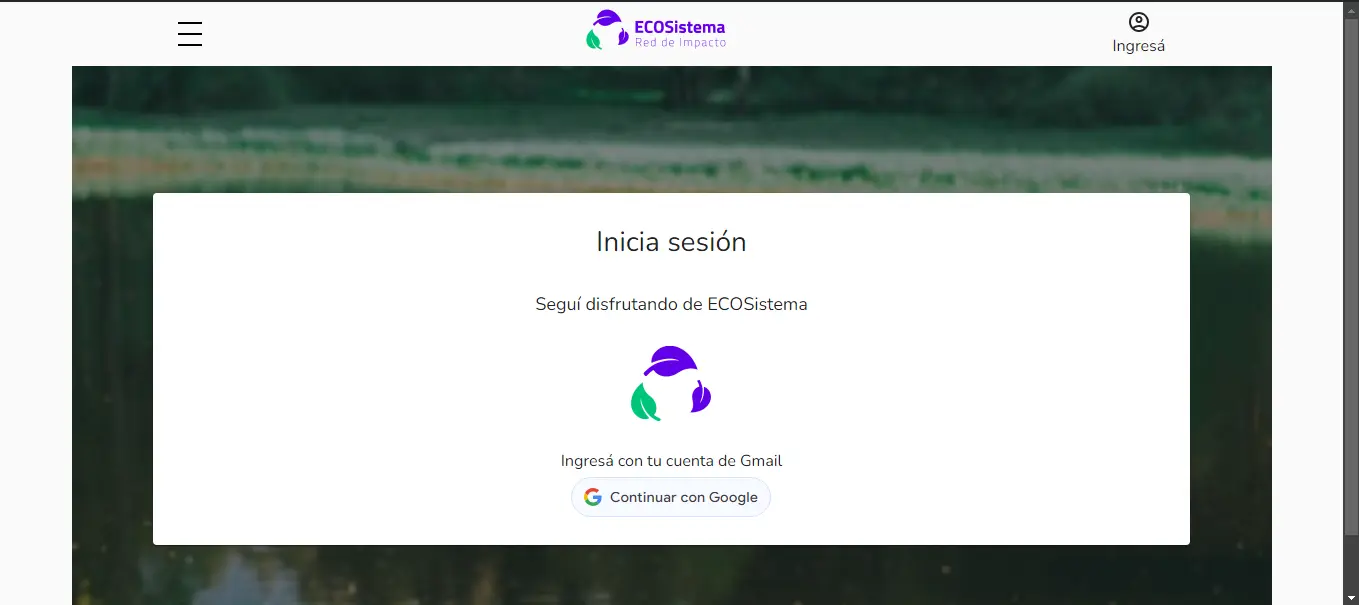 ECOSistema
Red de Impacto
Ingresá
Inicia sesión
Seguí disfrutando de ECOSistema
Ingresá con tu cuenta de Gmail
Continuar con Google